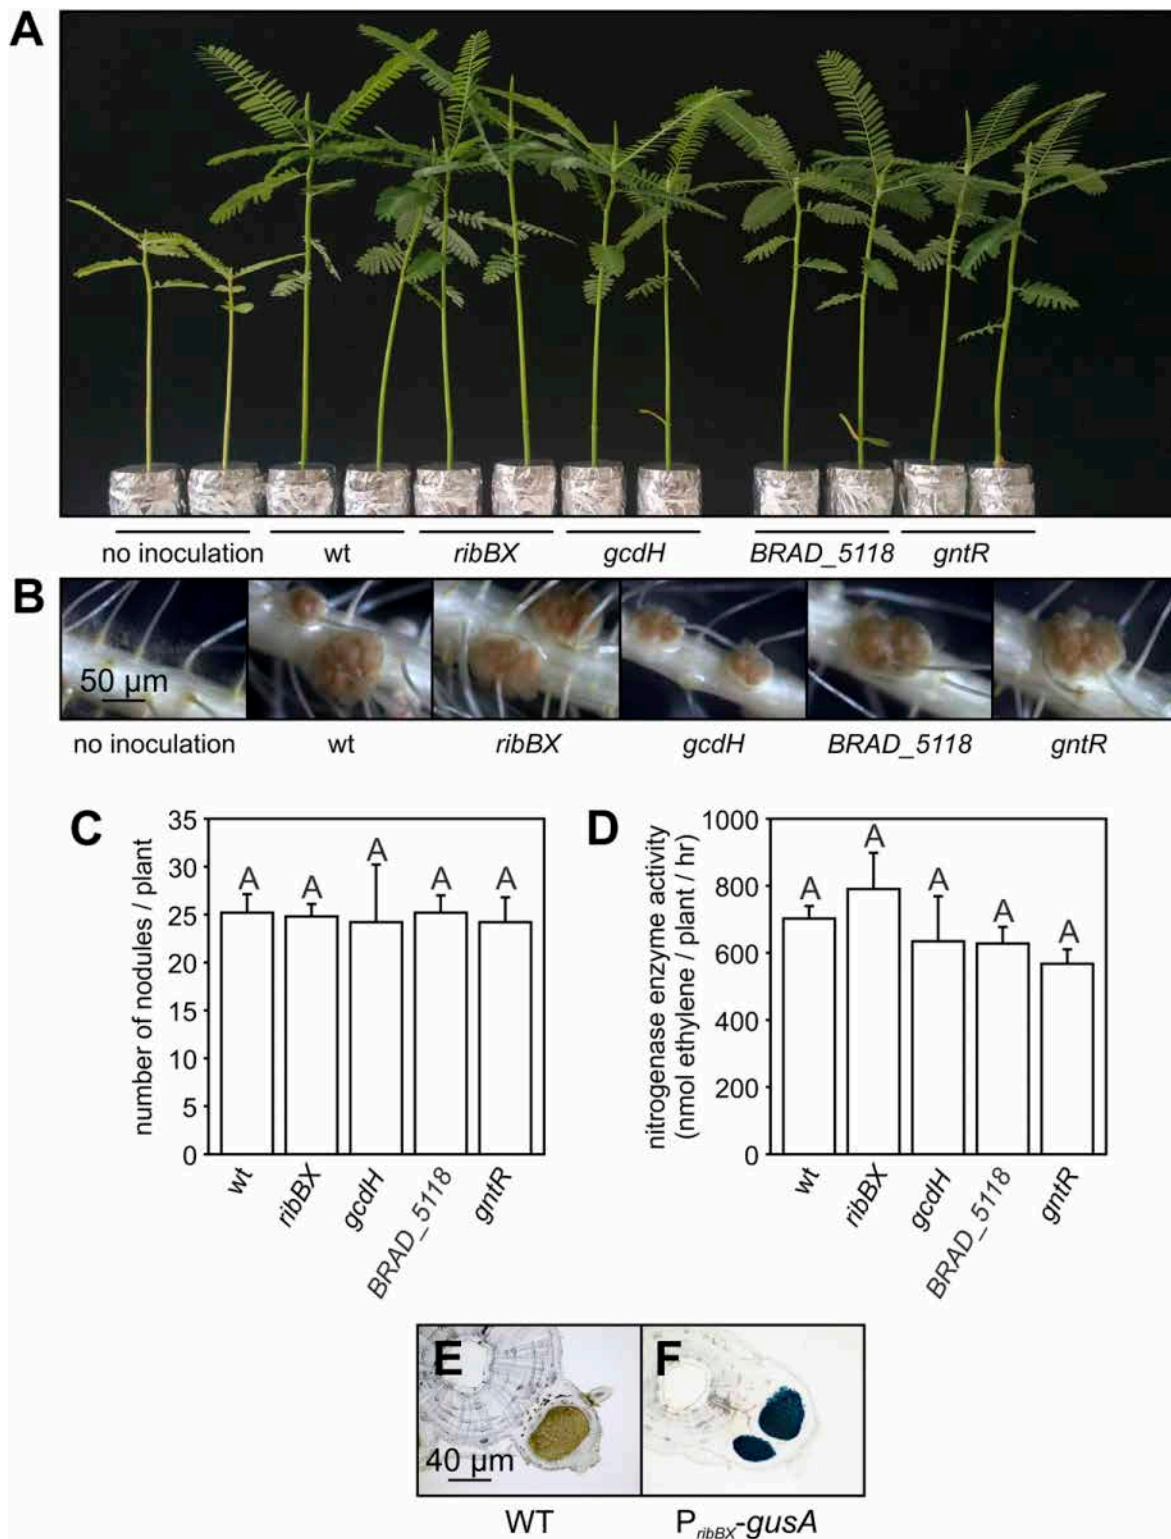 A
no inoculation wt ribBX gcdH BRAD_5118 gntR
B
50 µm
no inoculation wt ribBX gcdH BRAD_5118 gntR
C
number of nodules / plant
35
30
25
20
15
10
5
0
A A A A A
wt ribBX gcdH BRAD_5118 gntR
D
nitrogenase enzyme activity
(nmol ethylene / plant / hr)
1000
800
600
400
200
0
A A A A A
wt ribBX gcdH BRAD_5118 gntR
E
40 µm
WT
F
PribBX-gusA